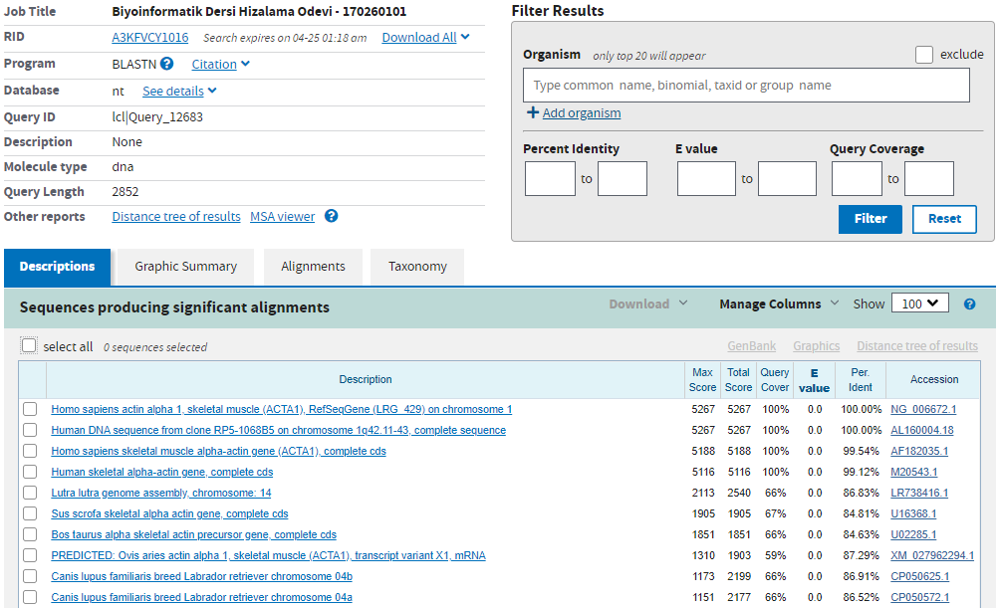 Job Title Biyoinformatik Dersi Hizalama Odevi - 170260101
RID A3KFVCY1016 Search expires on 04-25 01:18 am Download All
Program BLASTN ? Citation
Database nt See details
Query ID lcl|Query_12683
Description None
Molecule type dna
Query Length 2852
Other reports Distance tree of results MSA viewer ?
Filter Results
Organism only top 20 will appear exclude
Type common name, binomial, taxid or group name
+ Add organism
Percent Identity E value Query Coverage
to to to
Filter Reset
Descriptions Graphic Summary Alignments Taxonomy
Sequences producing significant alignments Download Manage Columns Show 100 ?
select all 0 sequences selected GenBank Graphics Distance tree of results
Description Max Score Total Score Query Cover E value Per. Ident Accession
Homo sapiens actin alpha 1, skeletal muscle (ACTA1), RefSeqGene (LRG_429) on chromosome 1 5267 5267 100% 0.0 100.00% NG_006672.1
Human DNA sequence from clone RP5-1068B5 on chromosome 1q42.11-43, complete sequence 5267 5267 100% 0.0 100.00% AL160004.18
Homo sapiens skeletal muscle alpha-actin gene (ACTA1), complete cds 5188 5188 100% 0.0 99.54% AF182035.1
Human skeletal alpha-actin gene, complete cds 5116 5116 100% 0.0 99.12% M20543.1
Lutra lutra genome assembly, chromosome: 14 2113 2540 66% 0.0 86.83% LR738416.1
Sus scrofa skeletal alpha actin gene, complete cds 1905 1905 67% 0.0 84.81% U16368.1
Bos taurus alpha skeletal actin precursor gene, complete cds 1851 1851 66% 0.0 84.63% U02285.1
PREDICTED: Ovis aries actin alpha 1, skeletal muscle (ACTA1), transcript variant X1, mRNA 1310 1903 59% 0.0 87.29% XM_027962294.1
Canis lupus familiaris breed Labrador retriever chromosome 04b 1173 2199 66% 0.0 86.91% CP050625.1
Canis lupus familiaris breed Labrador retriever chromosome 04a 1151 2177 66% 0.0 86.52% CP050572.1